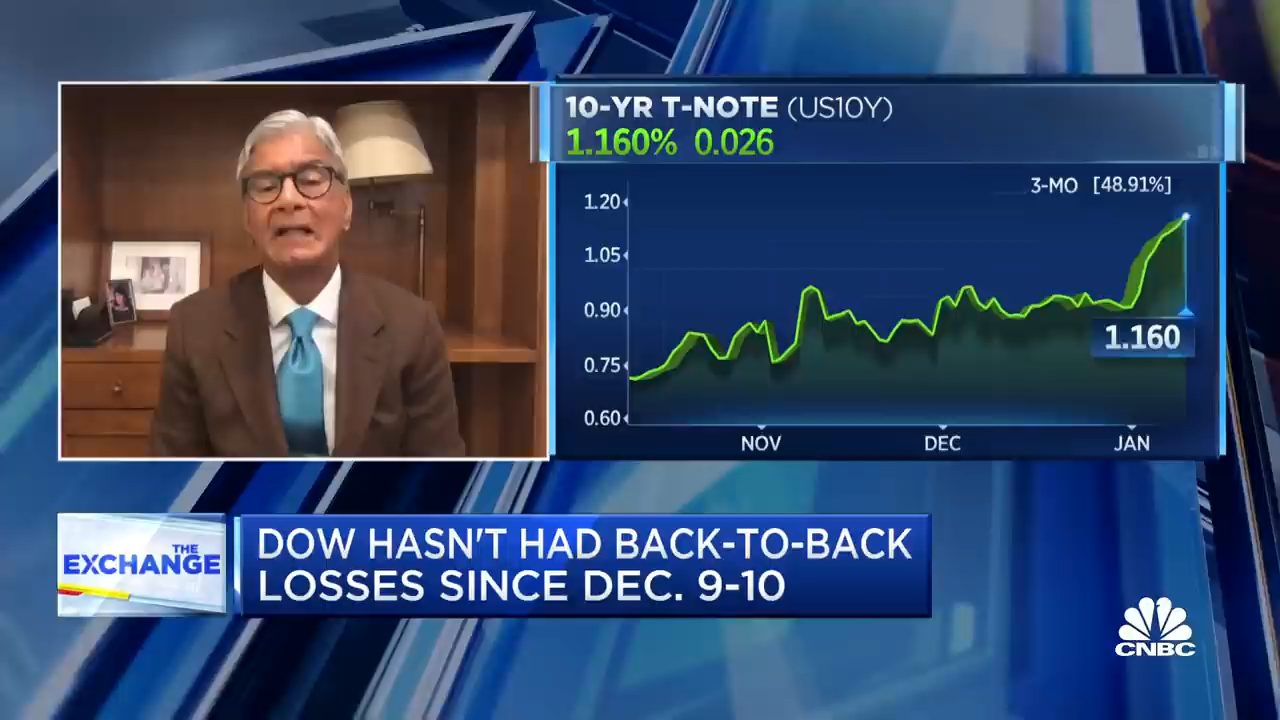 10-YR T-NOTE (US10Y)
1.160% 0.026
3-MO [48.91%]
1.20
1.05
0.90
0.75
0.60
1.160
NOV DEC JAN
THE
EXCHANGE
DOW HASN'T HAD BACK-TO-BACK
LOSSES SINCE DEC. 9-10
CNBC